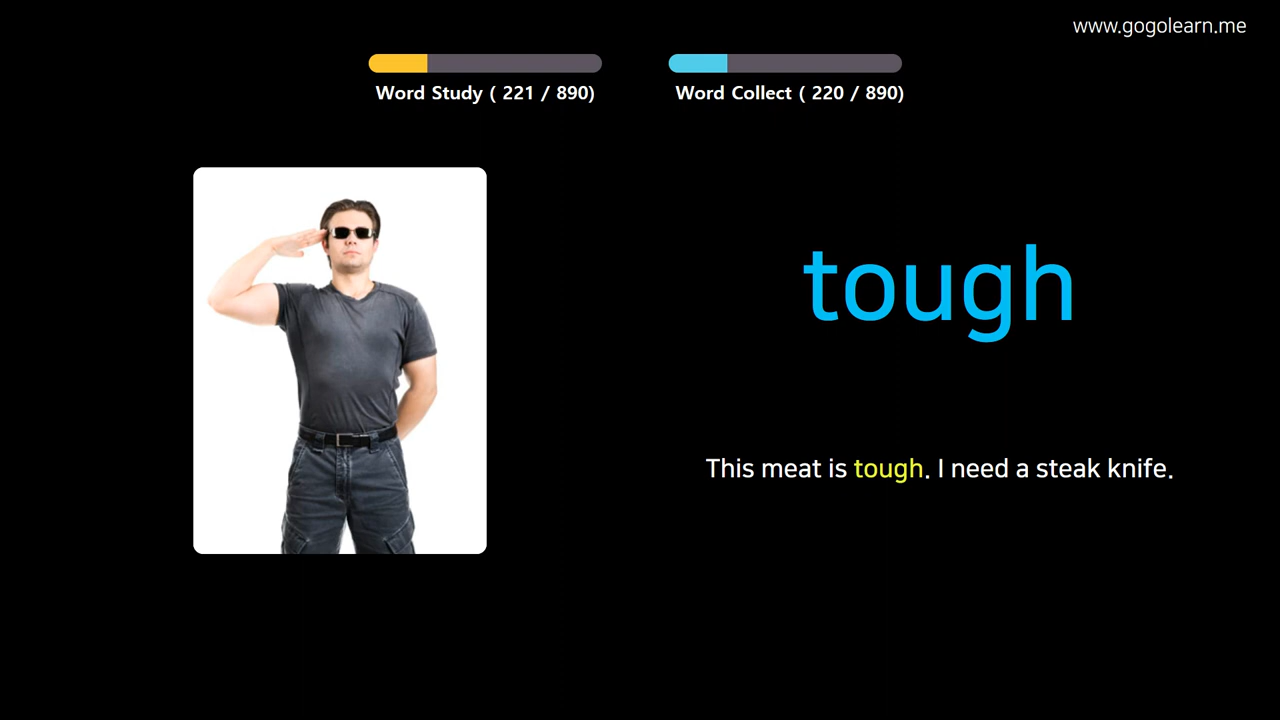 www.gogolearn.me
Word Study ( 221 / 890)
Word Collect ( 220 / 890)
tough
This meat is tough. I need a steak knife.